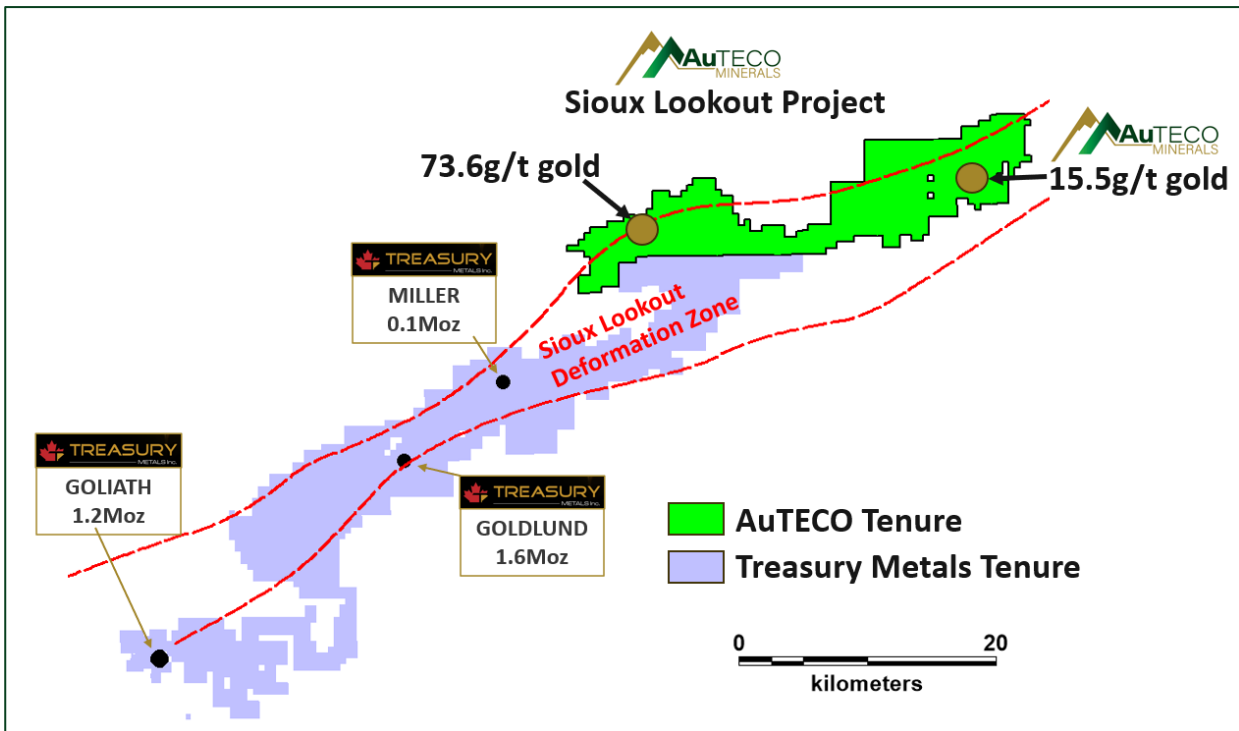 AuTECO
MINERALS
Sioux Lookout Project
AuTECO
MINERALS
73.6g/t gold
15.5g/t gold
TREASURY
METALS Inc.
MILLER
0.1Moz
Sioux Lookout
Deformation Zone
TREASURY
METALS Inc.
GOLIATH
1.2Moz
TREASURY
METALS Inc.
GOLDLUND
1.6Moz
AuTECO Tenure
Treasury Metals Tenure
0 20
kilometers